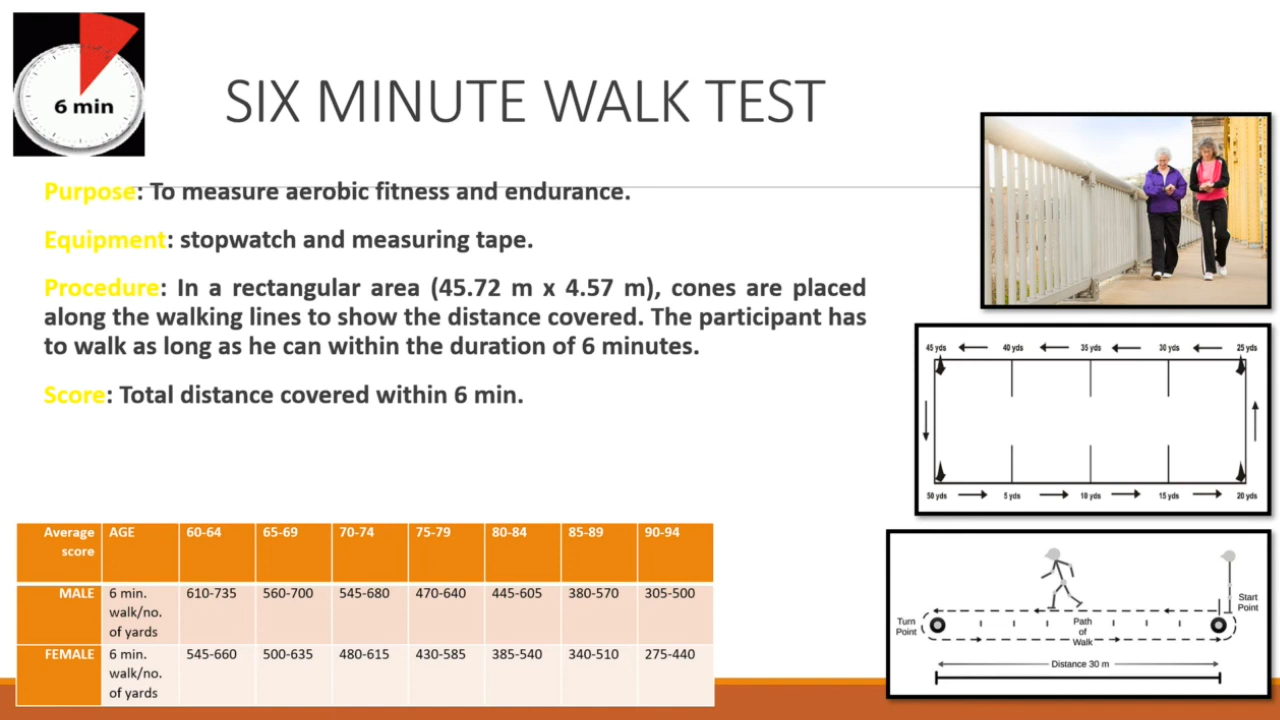 6 min
SIX MINUTE WALK TEST
Purpose: To measure aerobic fitness and endurance.
Equipment: stopwatch and measuring tape.
Procedure: In a rectangular area (45.72 m x 4.57 m), cones are placed
along the walking lines to show the distance covered. The participant has
to walk as long as he can within the duration of 6 minutes.
Score: Total distance covered within 6 min.
45 yds 40 yds 35 yds 30 yds 25 yds
50 yds 5 yds 10 yds 15 yds 20 yds
Turn
Point
Path
of
Walk
Start
Point
Distance 30 m
Average
score
AGE 60-64 65-69 70-74 75-79 80-84 85-89 90-94
MALE
6 min.
walk/no.
of yards
610-735 560-700 545-680 470-640 445-605 380-570 305-500
FEMALE
6 min.
walk/no.
of yards
545-660 500-635 480-615 430-585 385-540 340-510 275-440